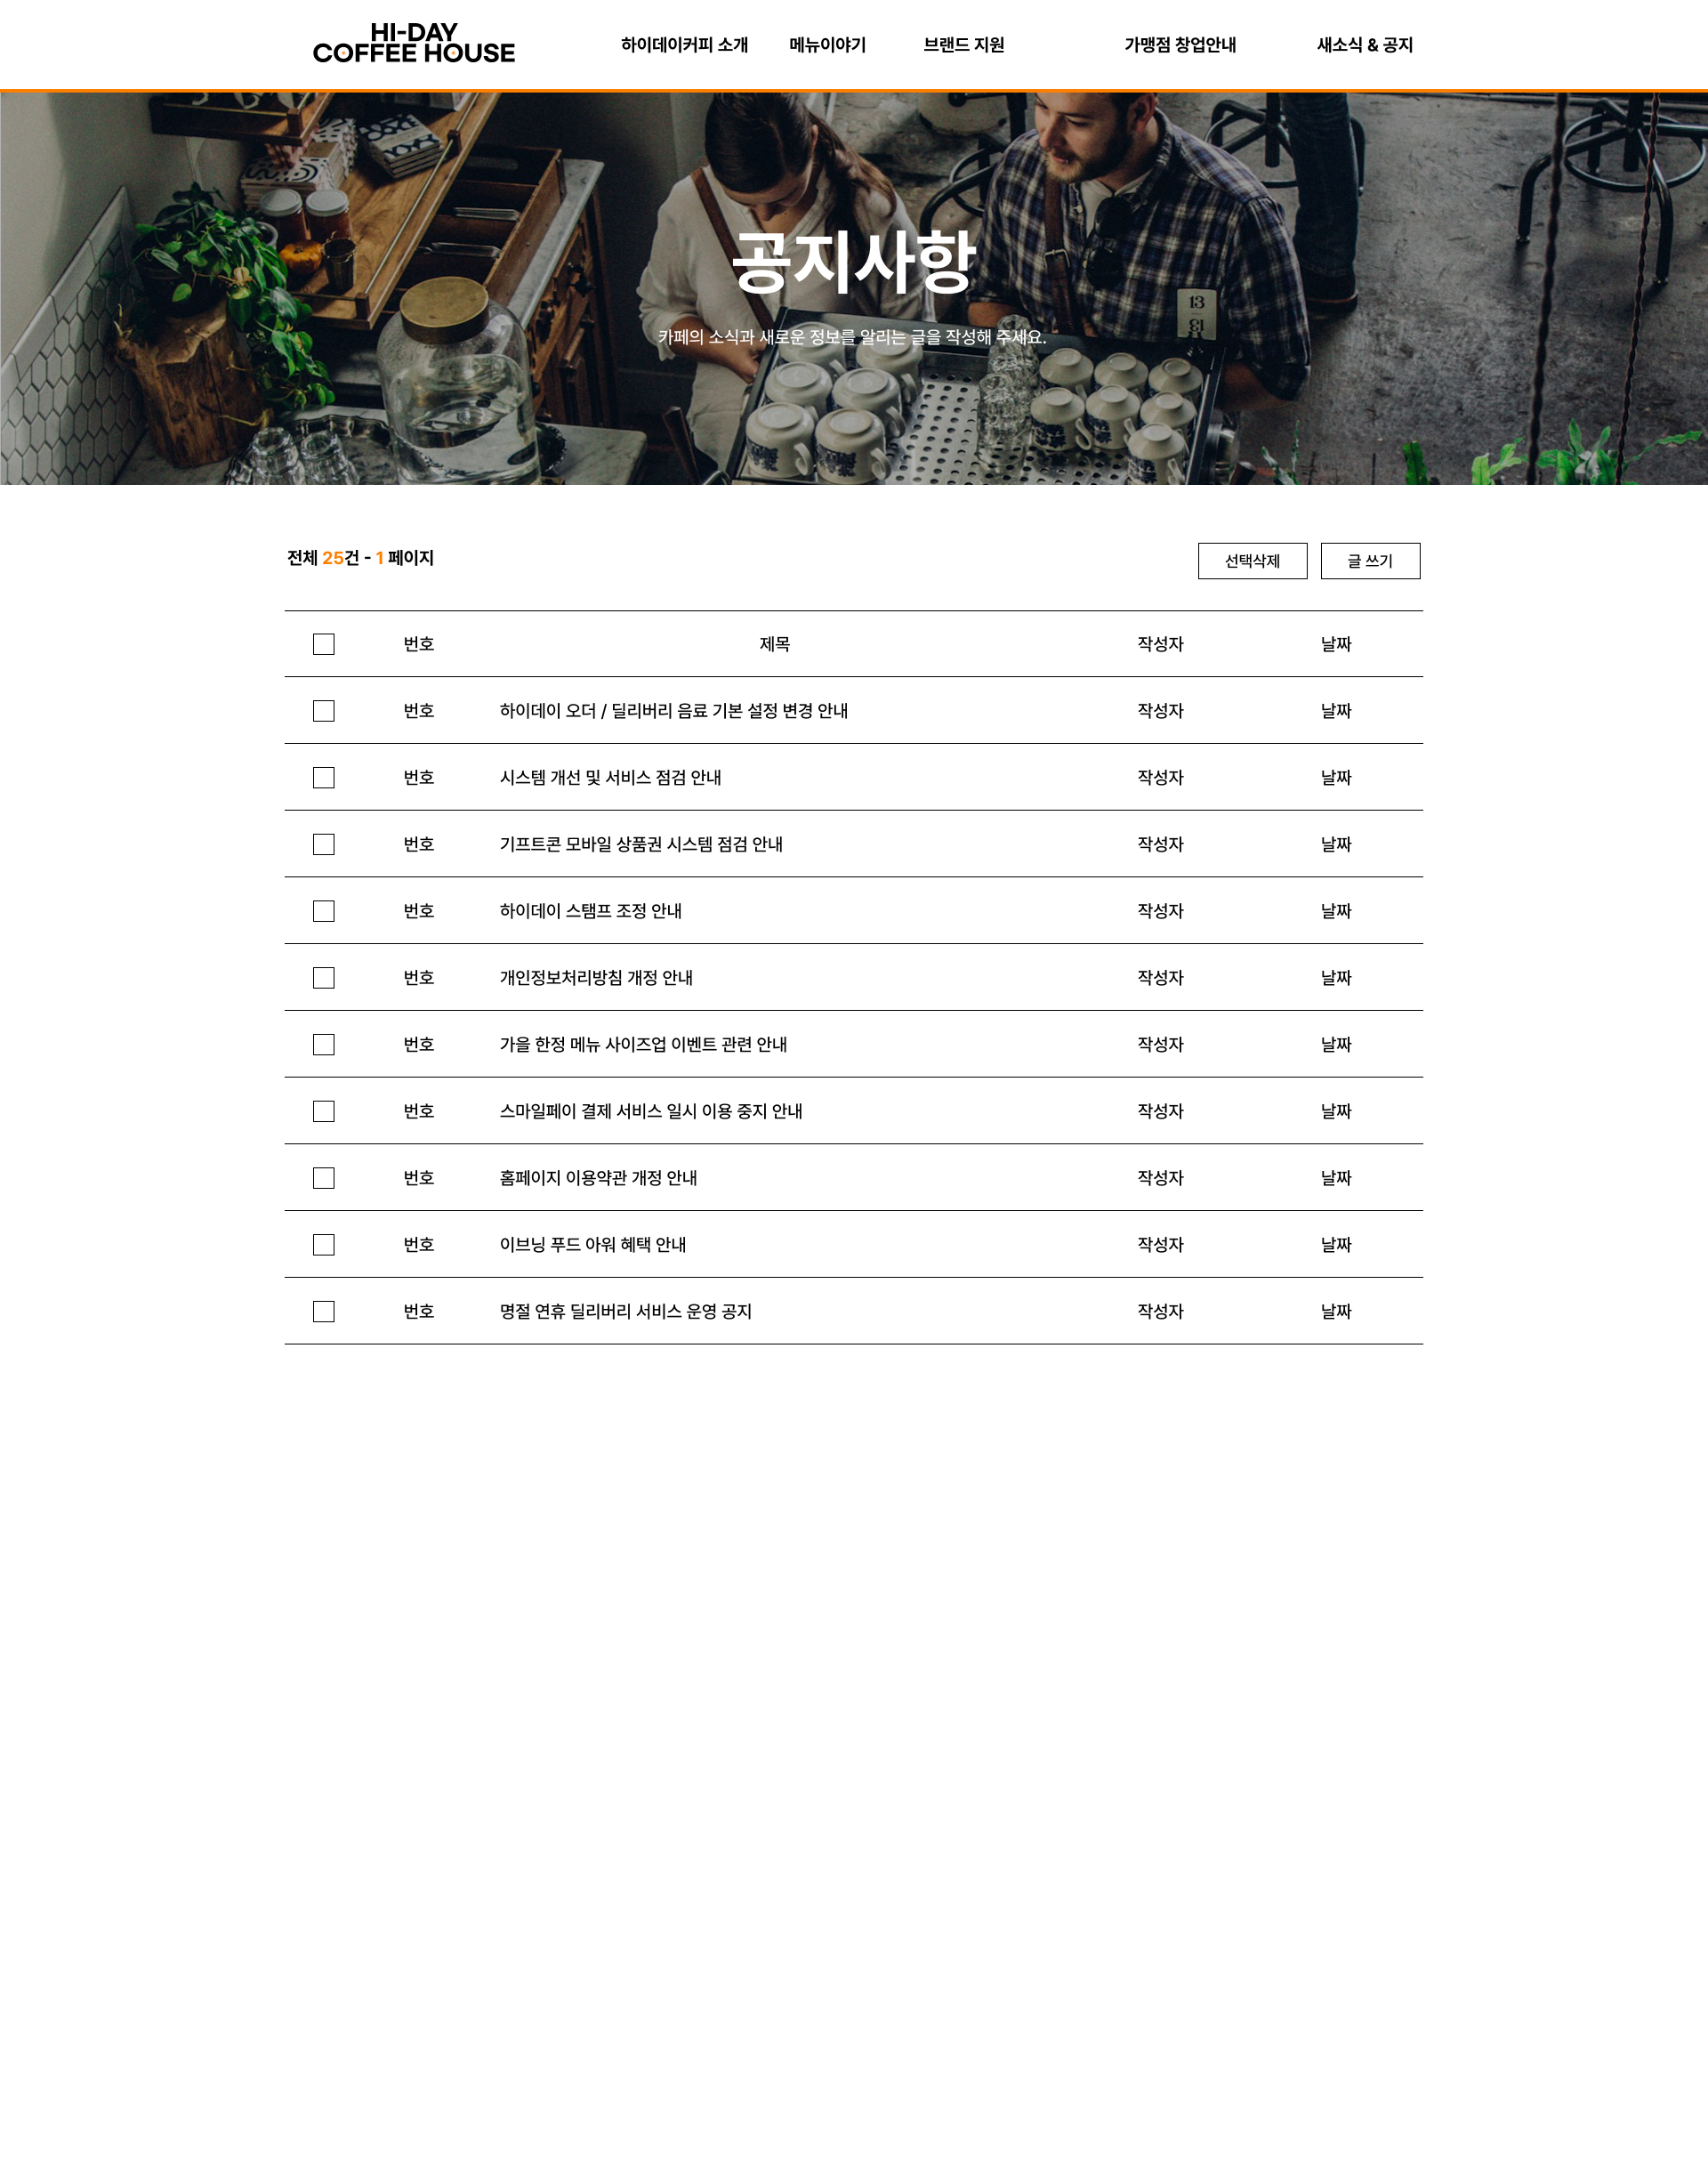 HI-DAY
COFFEE HOUSE
하이데이커피 소개 메뉴이야기 브랜드 지원 가맹점 창업안내 새소식 & 공지
공지사항
13
카페의 소식과 새로운 정보를 알리는 글을 작성해 주세요.
전체 25건 - 1 페이지 선택삭제 글 쓰기
번호 제목 작성자 날짜
번호 하이데이 오더 / 딜리버리 음료 기본 설정 변경 안내 작성자 날짜
번호 시스템 개선 및 서비스 점검 안내 작성자 날짜
번호 기프트콘 모바일 상품권 시스템 점검 안내 작성자 날짜
번호 하이데이 스탬프 조정 안내 작성자 날짜
번호 개인정보처리방침 개정 안내 작성자 날짜
번호 가을 한정 메뉴 사이즈업 이벤트 관련 안내 작성자 날짜
번호 스마일페이 결제 서비스 일시 이용 중지 안내 작성자 날짜
번호 홈페이지 이용약관 개정 안내 작성자 날짜
번호 이브닝 푸드 아워 혜택 안내 작성자 날짜
번호 명절 연휴 딜리버리 서비스 운영 공지 작성자 날짜